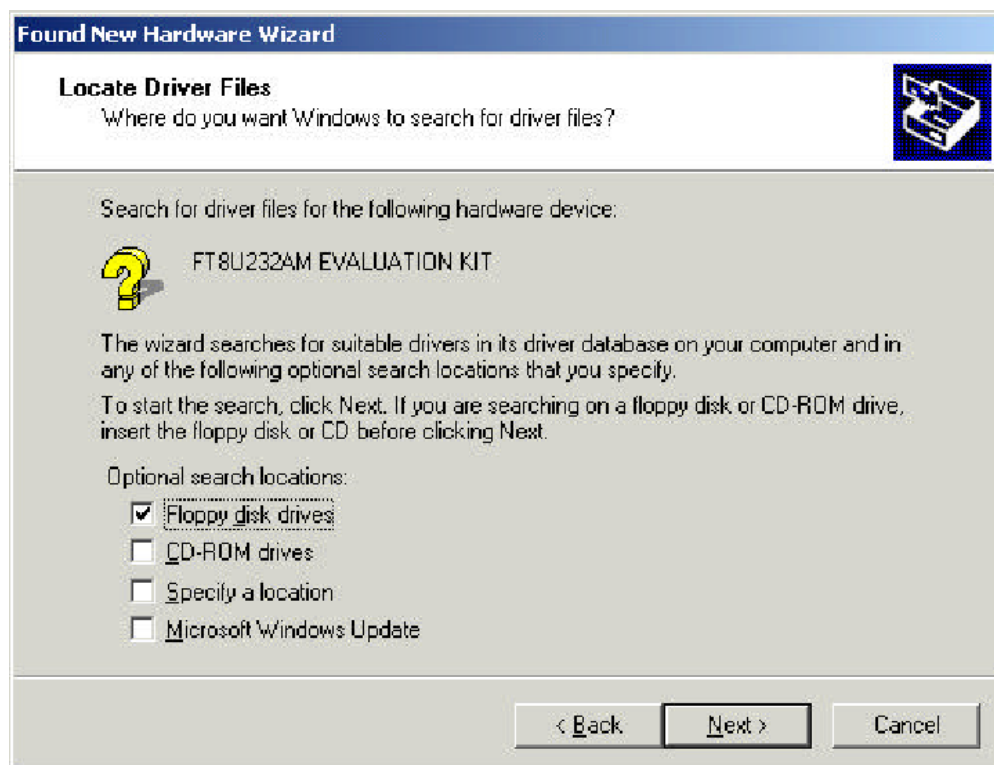 Found New Hardware Wizard
Locate Driver Files
Where do you want Windows to search for driver files?
Search for driver files for the following hardware device:
FT8U232AM EVALUATION KIT
The wizard searches for suitable drivers in its driver database on your computer and in
any of the following optional search locations that you specify.
To start the search, click Next. If you are searching on a floppy disk or CD-ROM drive,
insert the floppy disk or CD before clicking Next.
Optional search locations:
Floppy disk drives
CD-ROM drives
Specify a location
Microsoft Windows Update
< Back Next > Cancel